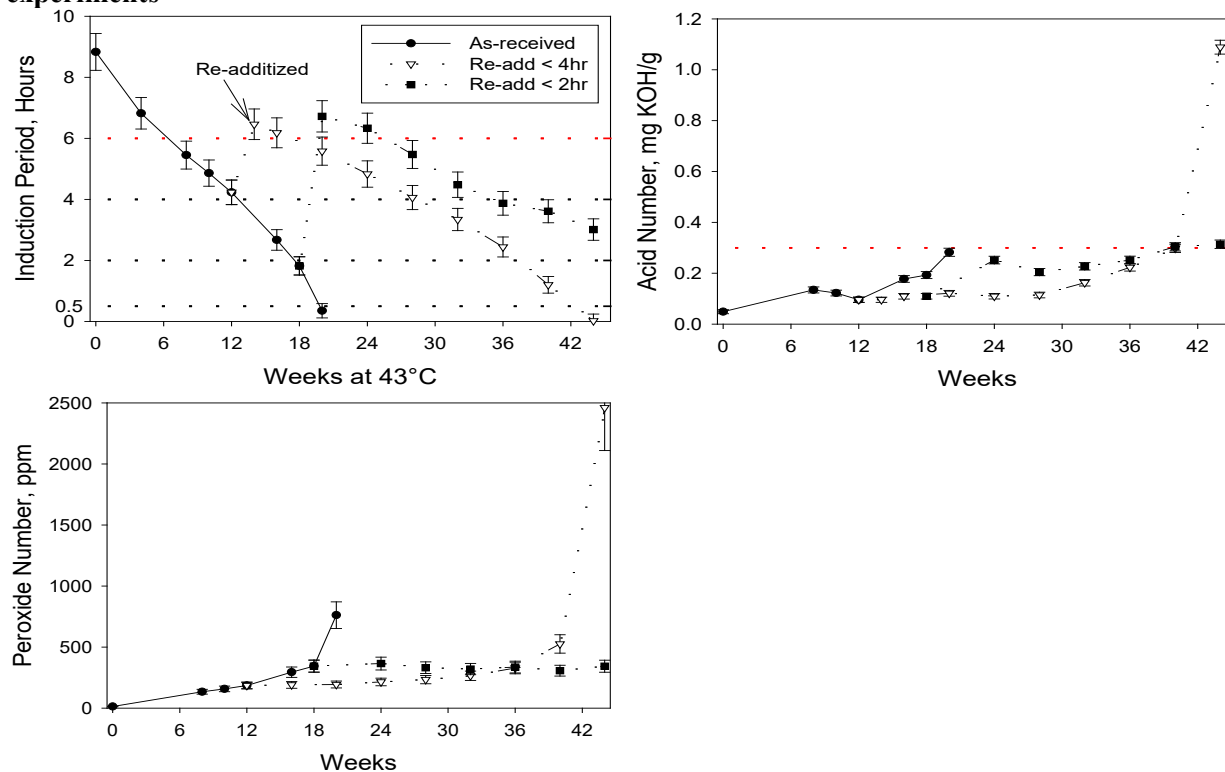 experiments
10
8
6
4
2
0.5
0
Induction Period, Hours
As-received
Re-add < 4hr
Re-add < 2hr
Re-additized
0 6 12 18 24 30 36 42
Weeks at 43°C
1.2
1.0
0.8
0.6
0.4
0.2
0.0
Acid Number, mg KOH/g
0 6 12 18 24 30 36 42
Weeks
2500
2000
1500
1000
500
0
Peroxide Number, ppm
0 6 12 18 24 30 36 42
Weeks